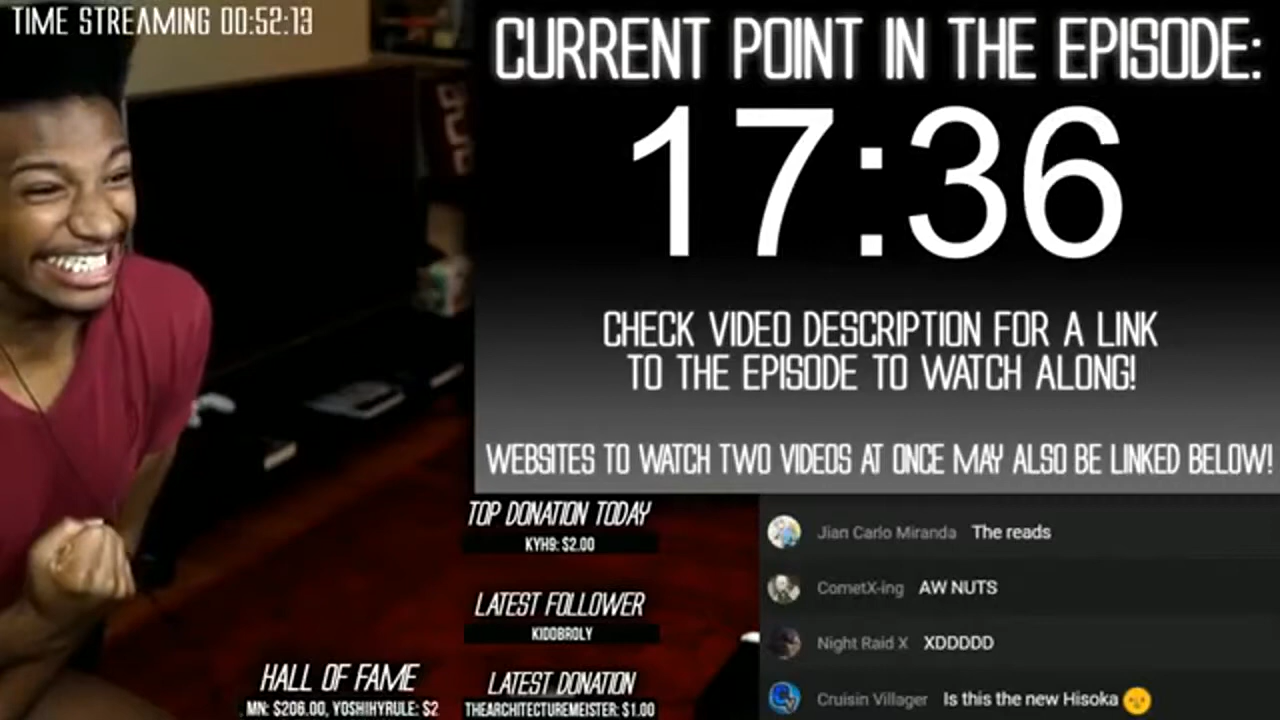 TIME STREAMING 00:52:13
CURRENT POINT IN THE EPISODE:
17:36
CHECK VIDEO DESCRIPTION FOR A LINK
TO THE EPISODE TO WATCH ALONG!
WEBSITES TO WATCH TWO VIDEOS AT ONCE MAY ALSO BE LINKED BELOW!
TOP DONATION TODAY
KYH9: $2.00
LATEST FOLLOWER
KIDOBROLY
HALL OF FAME
MN: $206.00, YOSHIHYRULE: $2
LATEST DONATION
THEARCHITECTUREMEISTER: $1.00
Jian Carlo Miranda The reads
CometX-ing AW NUTS
Night Raid X XDDDDD
Cruisin Villager Is this the new Hisoka